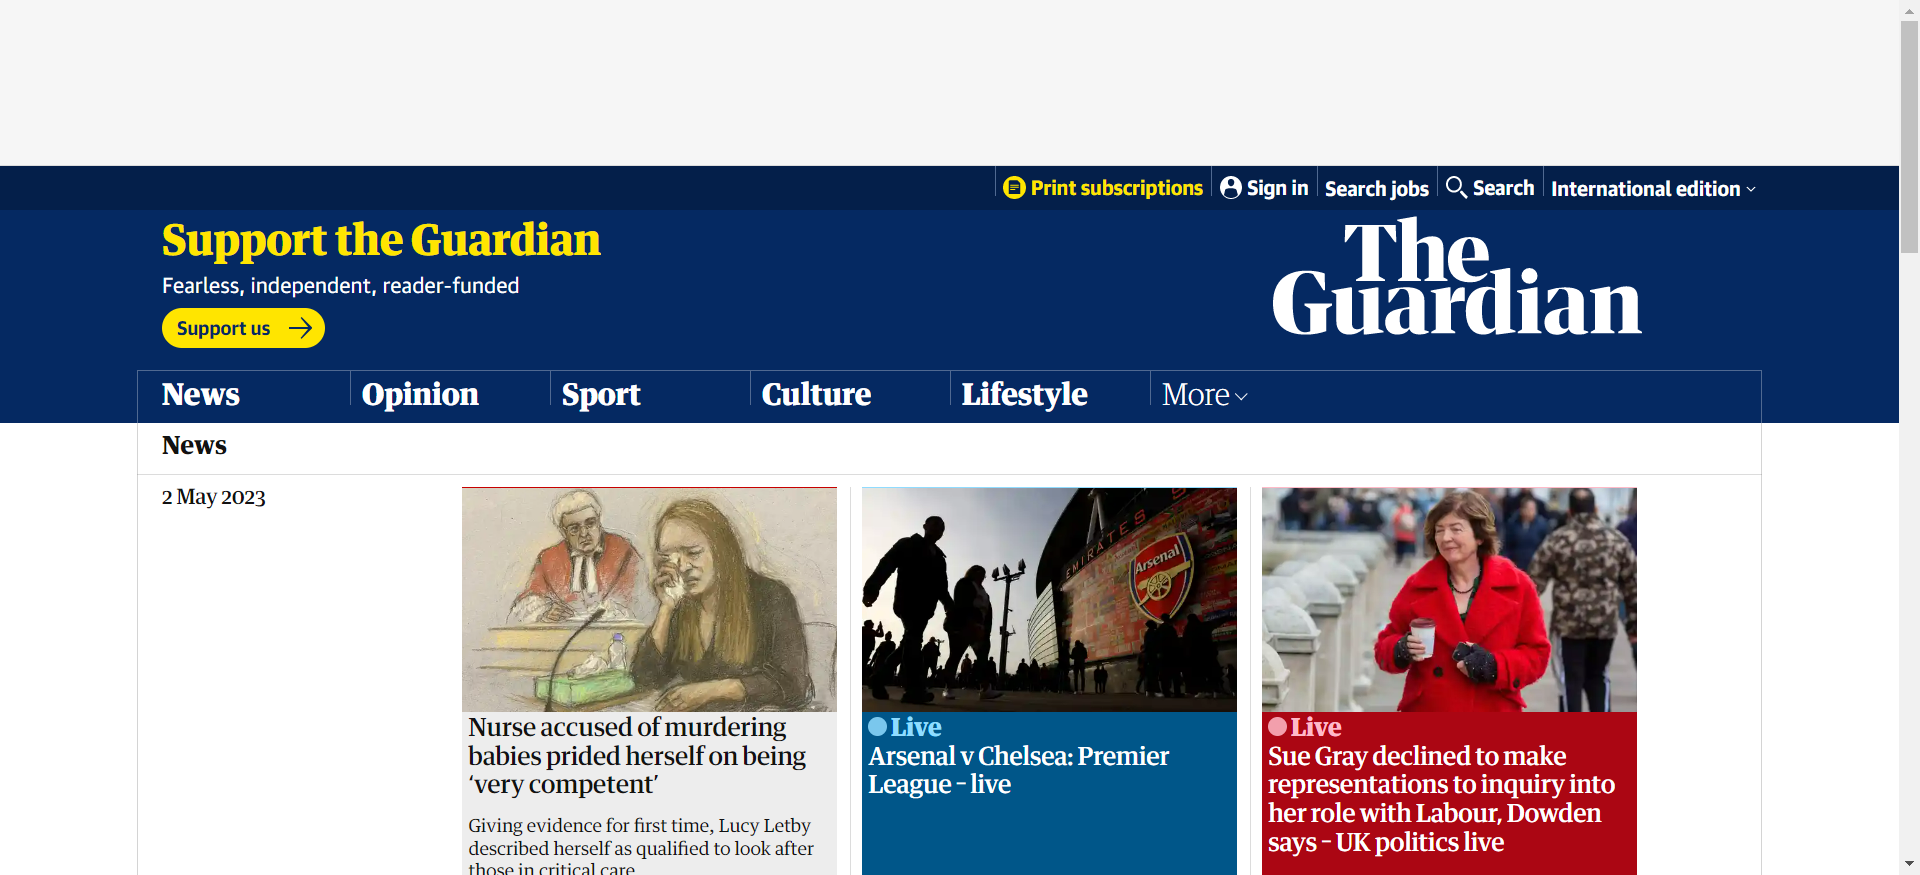 Print subscriptions
Sign in
Search jobs
Search
International edition
Support the Guardian
Fearless, independent, reader-funded
Support us
The
Guardian
News
Opinion
Sport
Culture
Lifestyle
More
News
2 May 2023
Nurse accused of murdering
babies prided herself on being
‘very competent’
Giving evidence for first time, Lucy Letby
described herself as qualified to look after
those in critical care
EMIRATES
Arsenal
Live
Arsenal v Chelsea: Premier
League – live
Live
Sue Gray declined to make
representations to inquiry into
her role with Labour, Dowden
says – UK politics live